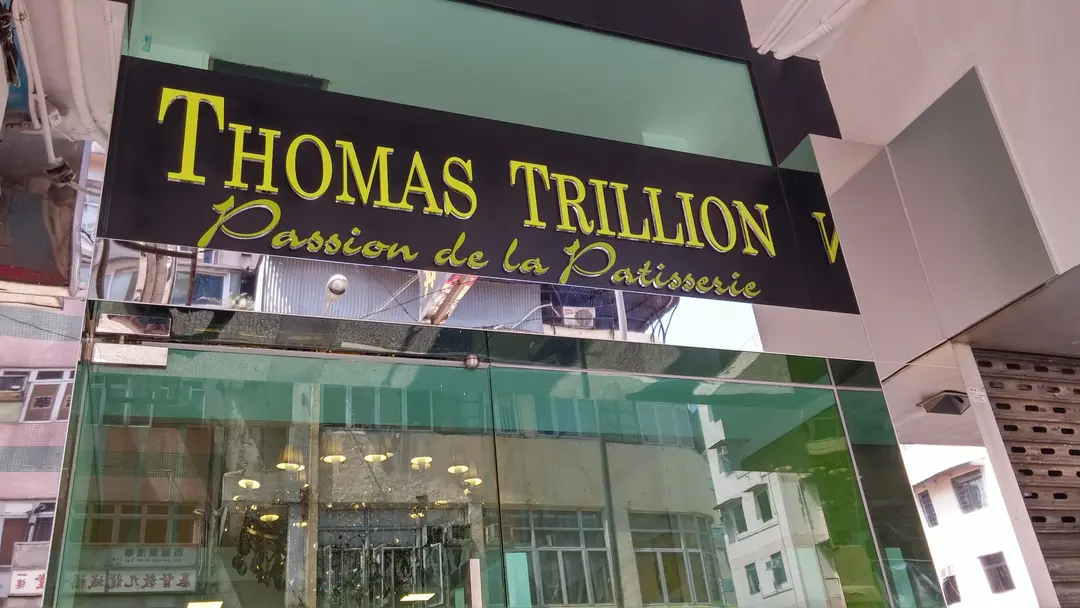 THOMAS TRILLION
Passion de la Patisserie